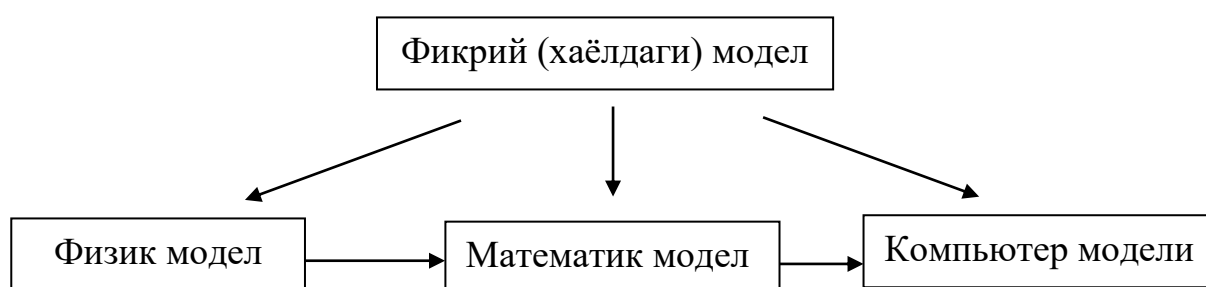 Фикрий (хаёлдаги) модел
Физик модел
Математик модел
Компьютер модели